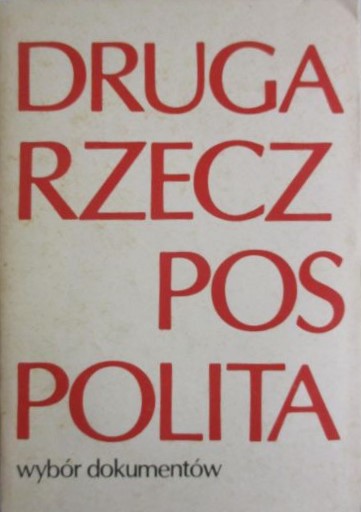 DRUGA
RZECZ
POS
POLITA
wybór dokumentów